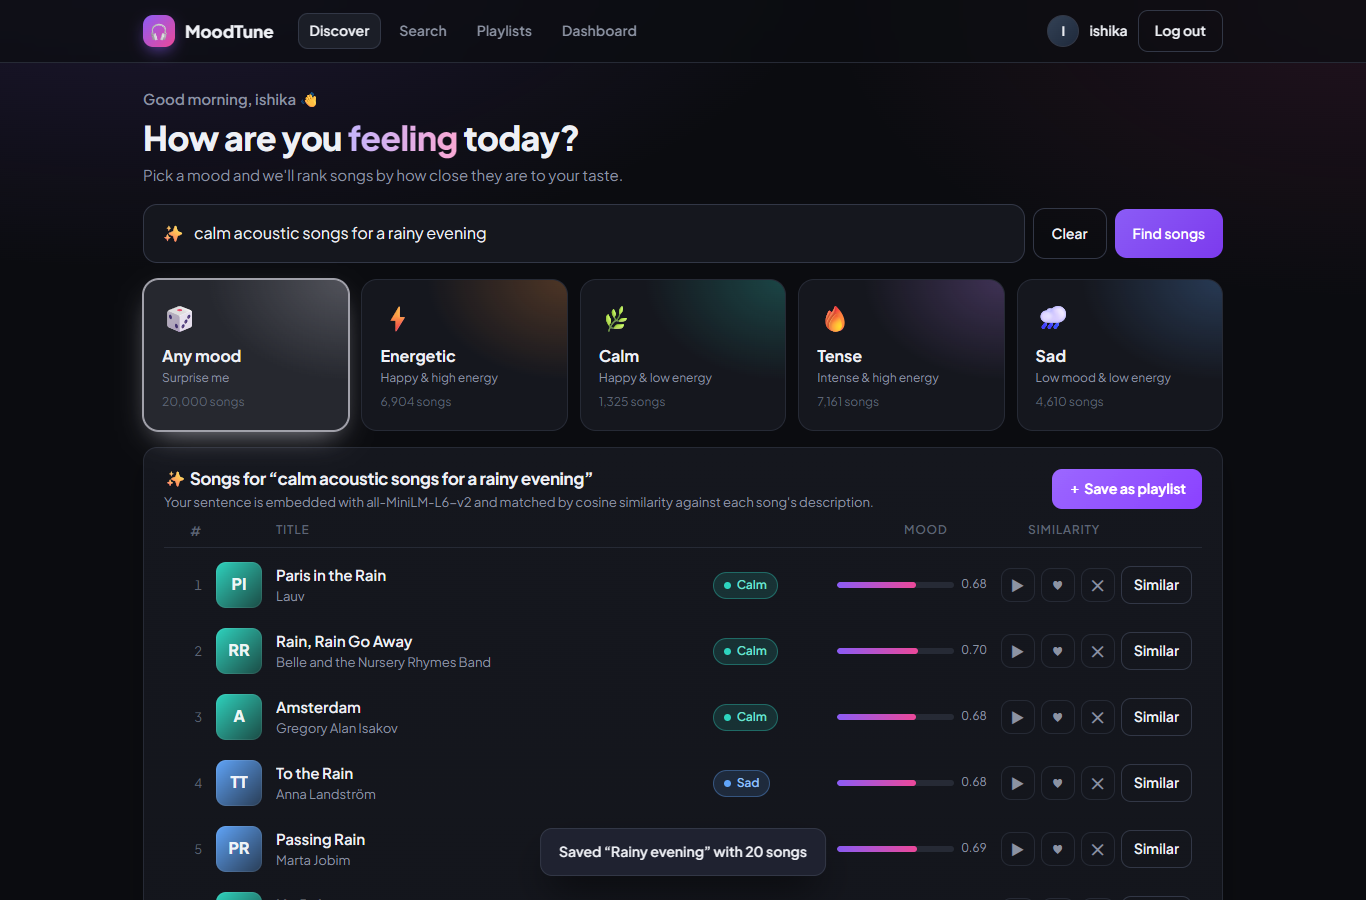 MoodTune
Discover
Search
Playlists
Dashboard
I
ishika
Log out
Good morning, ishika 👋
How are you feeling today?
Pick a mood and we'll rank songs by how close they are to your taste.
✨ calm acoustic songs for a rainy evening
Clear
Find songs
Any mood
Surprise me
20,000 songs
Energetic
Happy & high energy
6,904 songs
Calm
Happy & low energy
1,325 songs
Tense
Intense & high energy
7,161 songs
Sad
Low mood & low energy
4,610 songs
✨ Songs for “calm acoustic songs for a rainy evening”
Your sentence is embedded with all-MiniLM-L6-v2 and matched by cosine similarity against each song's description.
+ Save as playlist
# TITLE MOOD SIMILARITY
1 PI Paris in the Rain Calm 0.68 Similar
Lauv
2 RR Rain, Rain Go Away Calm 0.70 Similar
Belle and the Nursery Rhymes Band
3 A Amsterdam Calm 0.68 Similar
Gregory Alan Isakov
4 TT To the Rain Sad 0.68 Similar
Anna Landström
5 PR Passing Rain 0.69 Similar
Marta Jobim
Saved “Rainy evening” with 20 songs